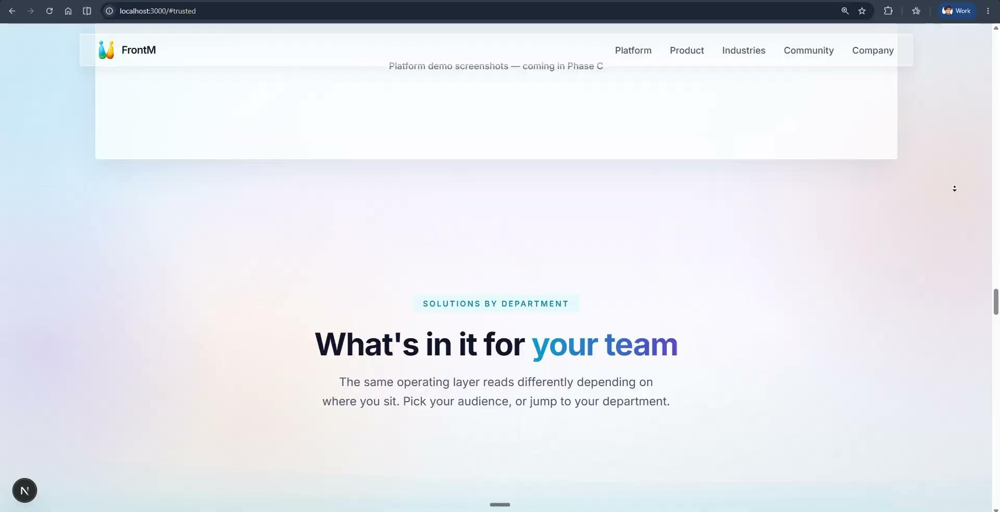 localhost:3000/#trusted
Work
FrontM
Platform
Product
Industries
Community
Company
Platform demo screenshots — coming in Phase C
SOLUTIONS BY DEPARTMENT
What's in it for your team
The same operating layer reads differently depending on
where you sit. Pick your audience, or jump to your department.
N